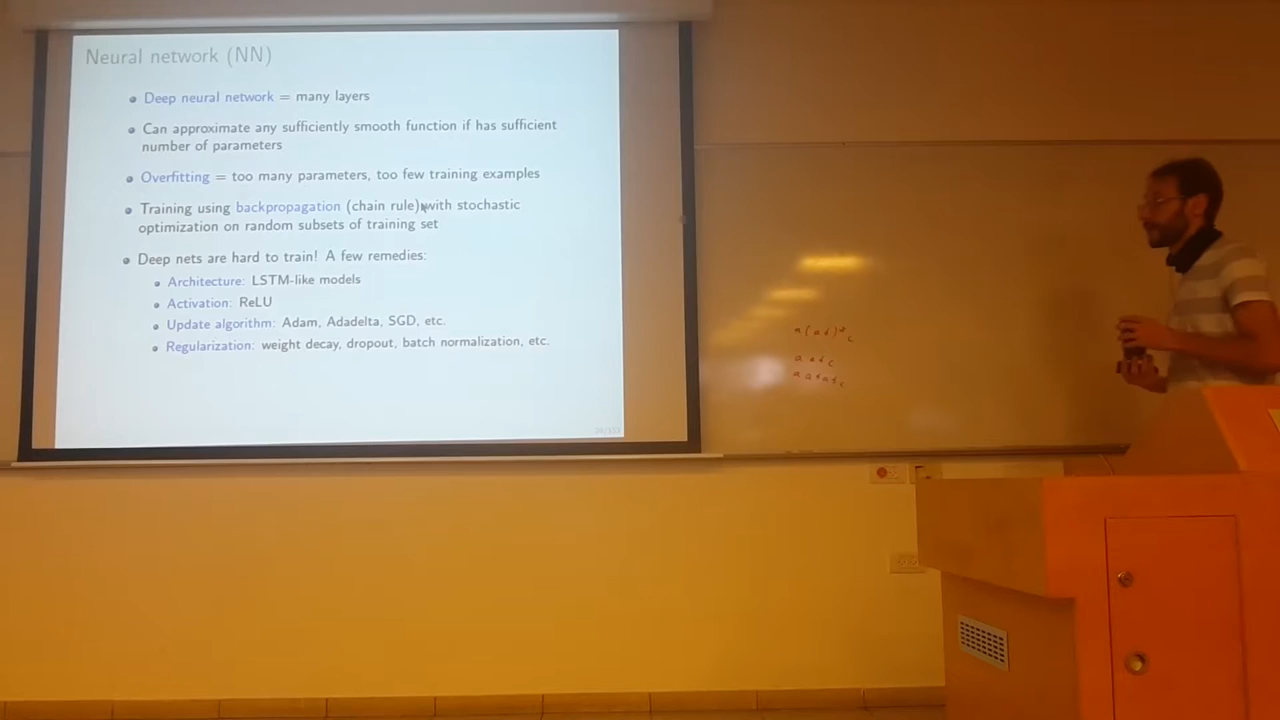 Neural network (NN)
Deep neural network = many layers
Can approximate any sufficiently smooth function if has sufficient
number of parameters
Overfitting = too many parameters, too few training examples
Training using backpropagation (chain rule) with stochastic
optimization on random subsets of training set
Deep nets are hard to train! A few remedies:
Architecture: LSTM-like models
Activation: ReLU
Update algorithm: Adam, Adadelta, SGD, etc.
Regularization: weight decay, dropout, batch normalization, etc.